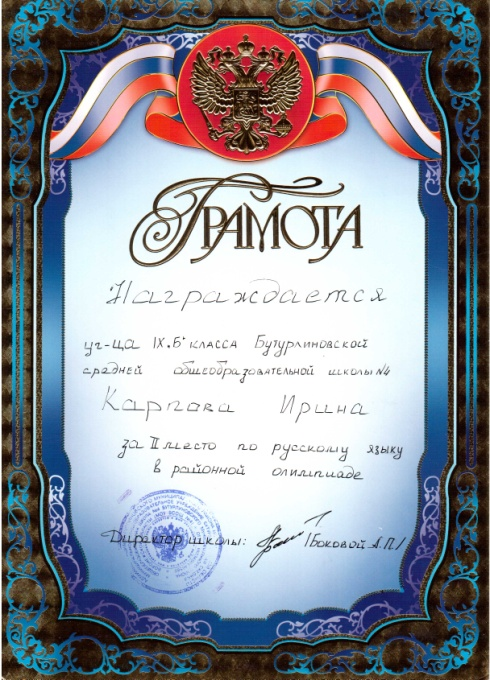 Грамота
Награждается
уч-ца IX "Б" класса Бутурлиновской
средней общеобразовательной школы №4
Карпова Ирина
за II место по русскому языку
в районной олимпиаде
Директор школы: /Боковой А.П./